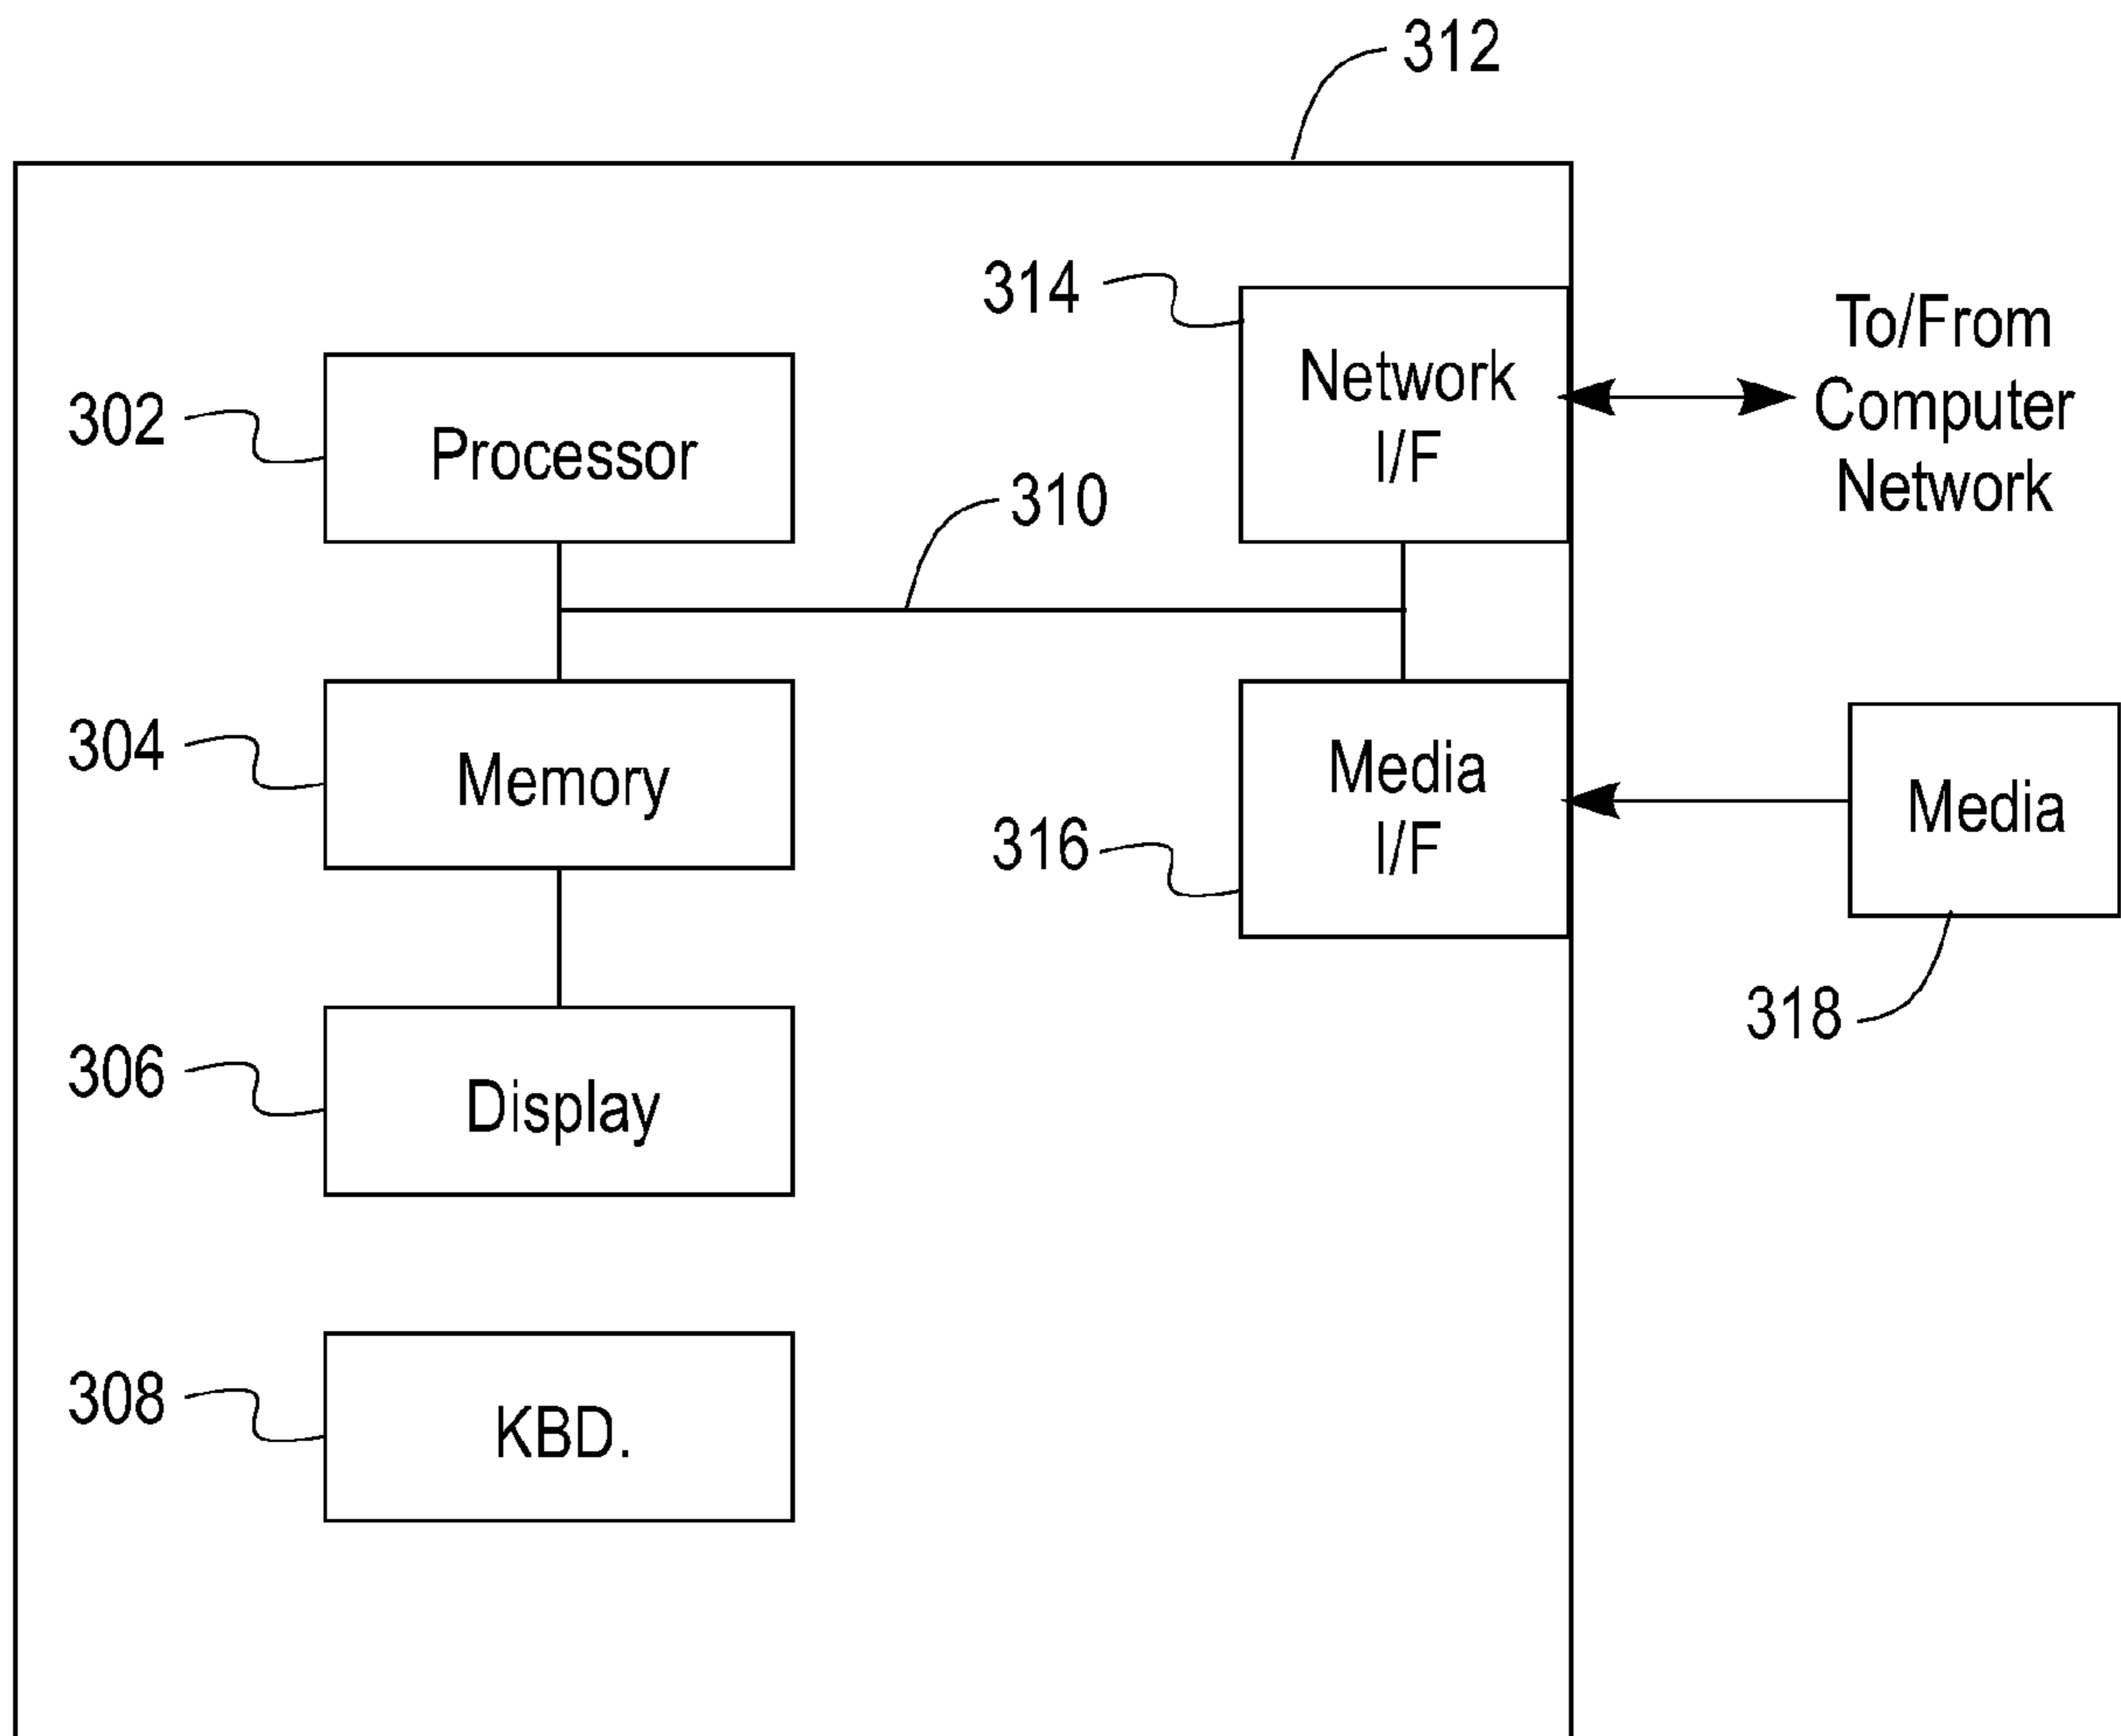 312
314
Network
I/F
To/From
Computer
Network
302
Processor
310
304
Memory
316
Media
I/F
Media
318
306
Display
308
KBD.